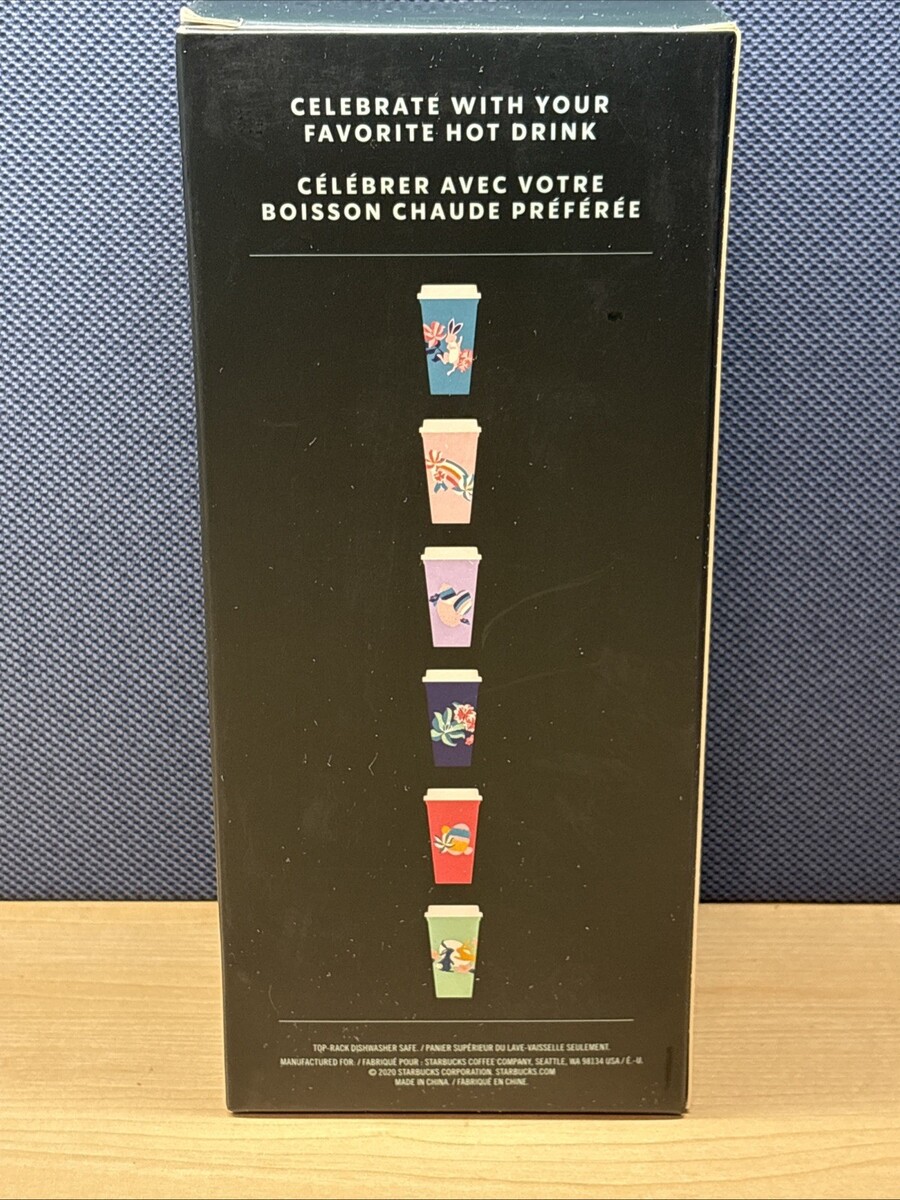 CELEBRATE WITH YOUR
FAVORITE HOT DRINK
CÉLÉBRER AVEC VOTRE
BOISSON CHAUDE PRÉFÉRÉE
TOP-RACK DISHWASHER SAFE. / PANIER SUPÉRIEUR DU LAVE-VAISSELLE SEULEMENT.
MANUFACTURED FOR: / FABRIQUÉ POUR : STARBUCKS COFFEE COMPANY, SEATTLE, WA 98134 USA / É.-U.
© 2020 STARBUCKS CORPORATION. STARBUCKS.COM
MADE IN CHINA. / FABRIQUÉ EN CHINE.